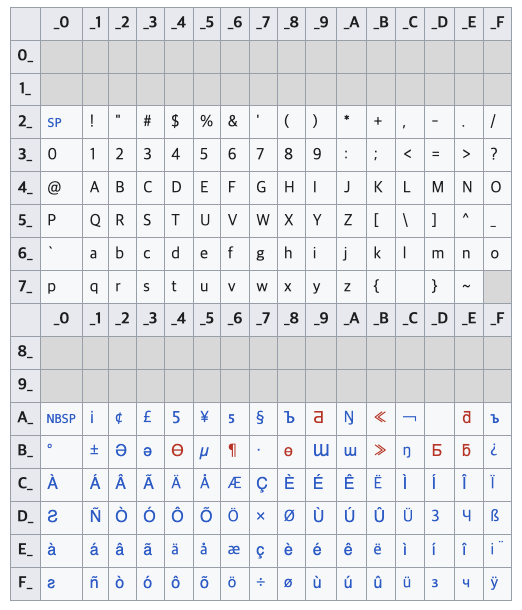 _0 _1 _2 _3 _4 _5 _6 _7 _8 _9 _A _B _C _D _E _F
0_
1_
2_ SP ! " # $ % & ' ( ) * + , - . /
3_ 0 1 2 3 4 5 6 7 8 9 : ; < = > ?
4_ @ A B C D E F G H I J K L M N O
5_ P Q R S T U V W X Y Z [ \ ] ^ _
6_ ` a b c d e f g h i j k l m n o
7_ p q r s t u v w x y z { } ~
_0 _1 _2 _3 _4 _5 _6 _7 _8 _9 _A _B _C _D _E _F
8_
9_
A_ NBSP ¡ ¢ £ Ƽ ¥ ƽ § Ъ Ƌ Ŋ ≪ ﹁ ƌ ъ
B_ ° ± Ə ə Ɵ µ ¶ · ɵ Ɯ ɯ ≫ ŋ Б ƃ ¿
C_ À Á Â Ã Ä Å Æ Ç È É Ê Ë Ì Í Î Ï
D_ Ƨ Ñ Ò Ó Ô Õ Ö × Ø Ù Ú Û Ü З Ч ß
E_ à á â ã ä å æ ç è é ê ë ì í î i ¨
F_ ƨ ñ ò ó ô õ ö ÷ ø ù ú û ü з ч ÿ